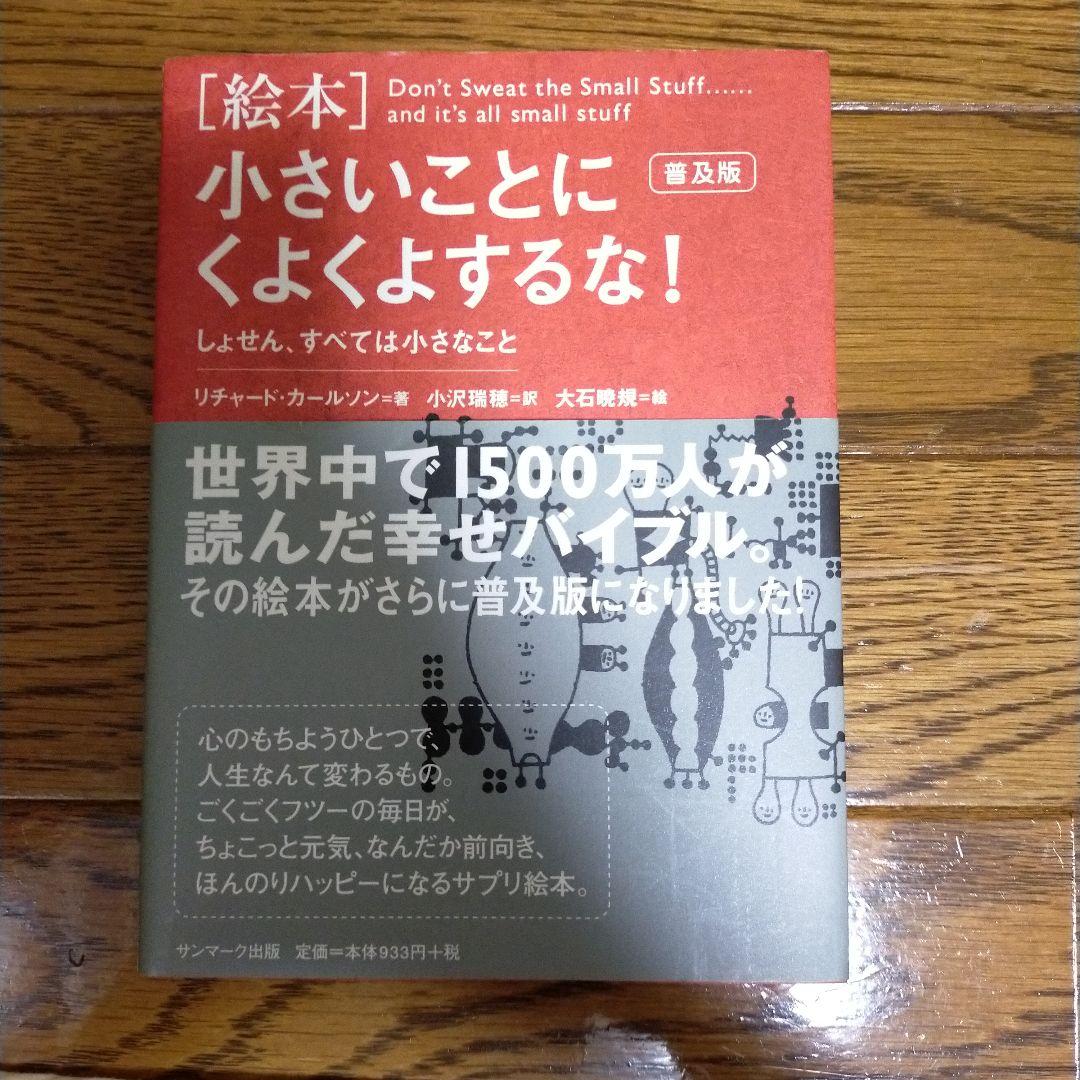 ［絵本］
Don't Sweat the Small Stuff......
and it's all small stuff
小さいことに
普及版
くよくよするな！
しょせん、すべては小さなこと
リチャード・カールソン＝著　小沢瑞穂＝訳　大石暁規＝絵
世界中で1500万人が
読んだ幸せバイブル。
その絵本がさらに普及版になりました！
心のもちようひとつで、
人生なんて変わるもの。
ごくごくフツーの毎日が、
ちょこっと元気、なんだか前向き、
ほんのりハッピーになるサプリ絵本。
サンマーク出版　定価＝本体933円＋税